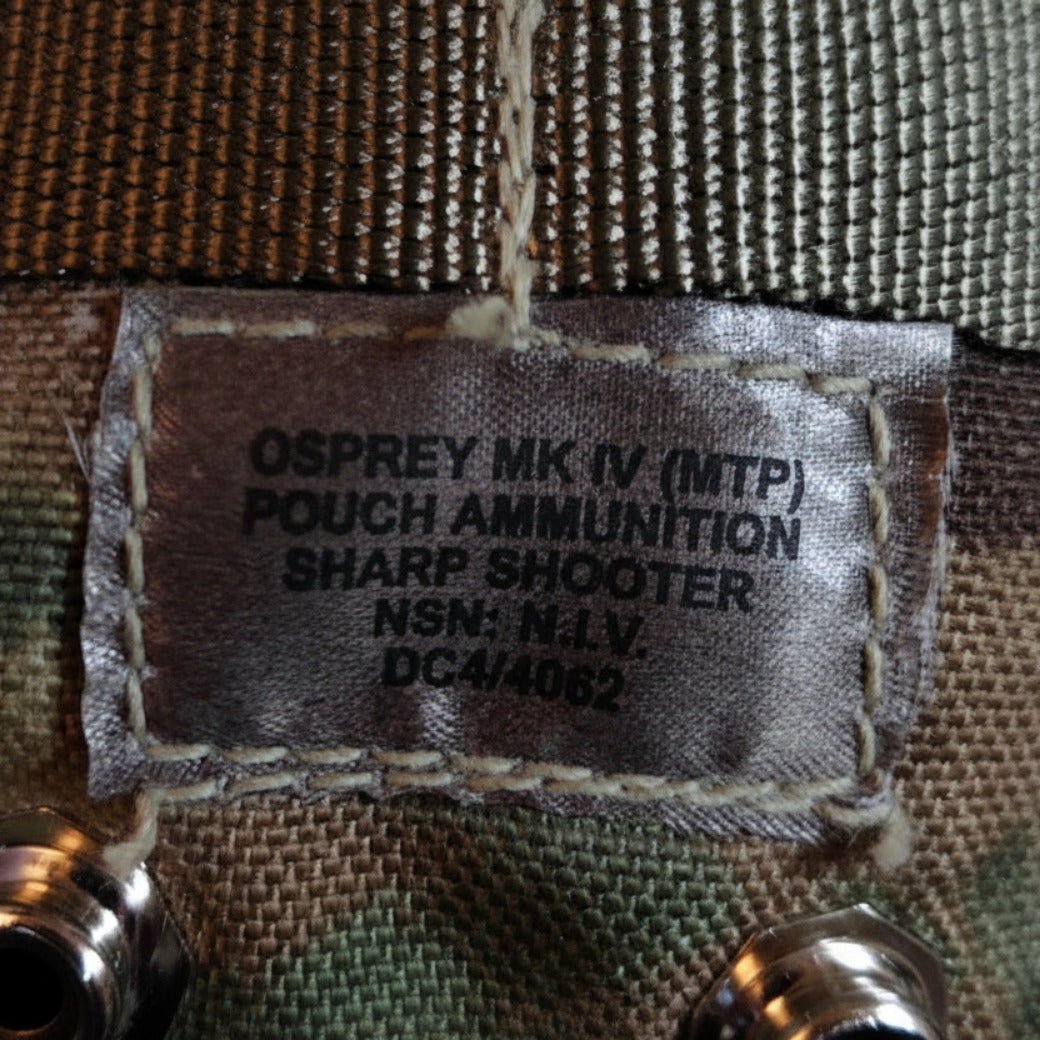 OSPREY MK IV (MTP)
POUCH AMMUNITION
SHARP SHOOTER
NSN: N.I.V.
DC4/4062